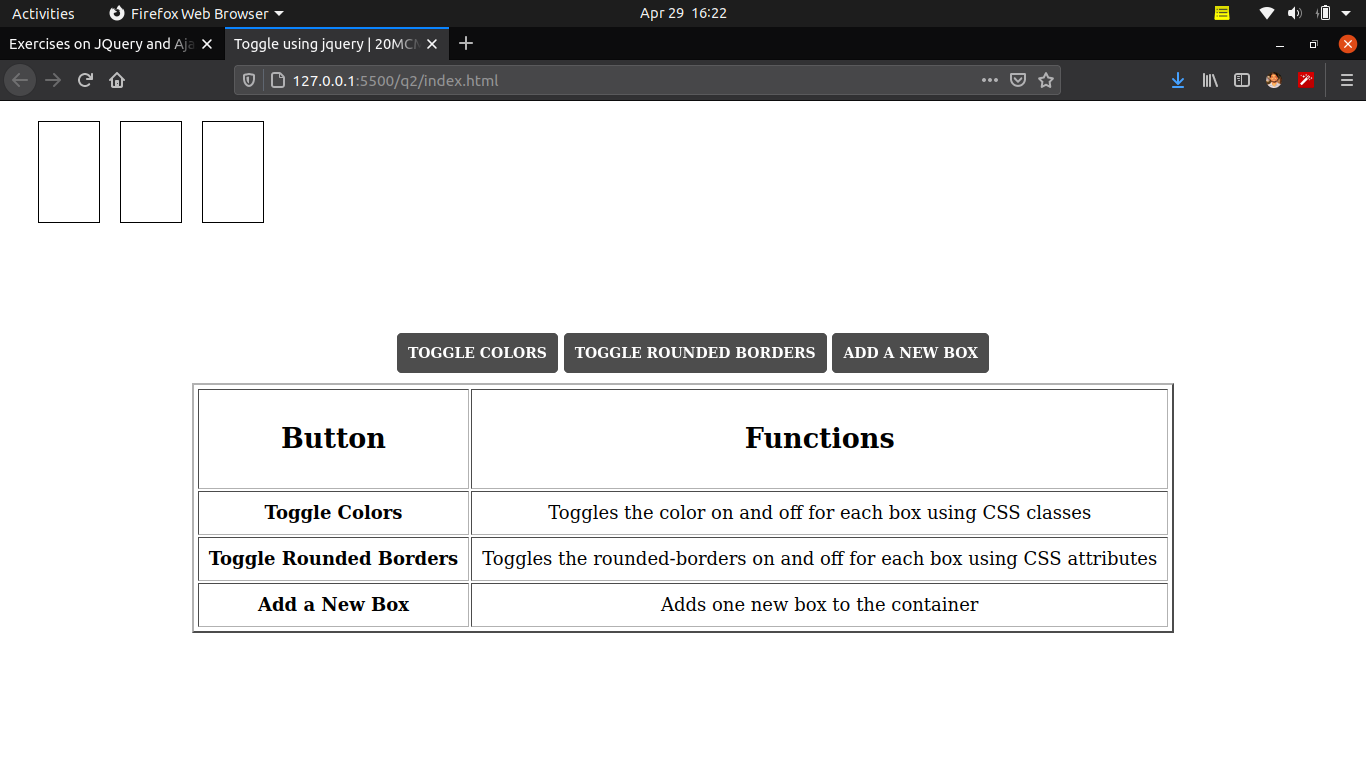 Activities Firefox Web Browser Apr 29 16:22
Exercises on JQuery and Aja Toggle using jquery | 20MCM
127.0.0.1:5500/q2/index.html
TOGGLE COLORS TOGGLE ROUNDED BORDERS ADD A NEW BOX
Button Functions
Toggle Colors Toggles the color on and off for each box using CSS classes
Toggle Rounded Borders Toggles the rounded-borders on and off for each box using CSS attributes
Add a New Box Adds one new box to the container